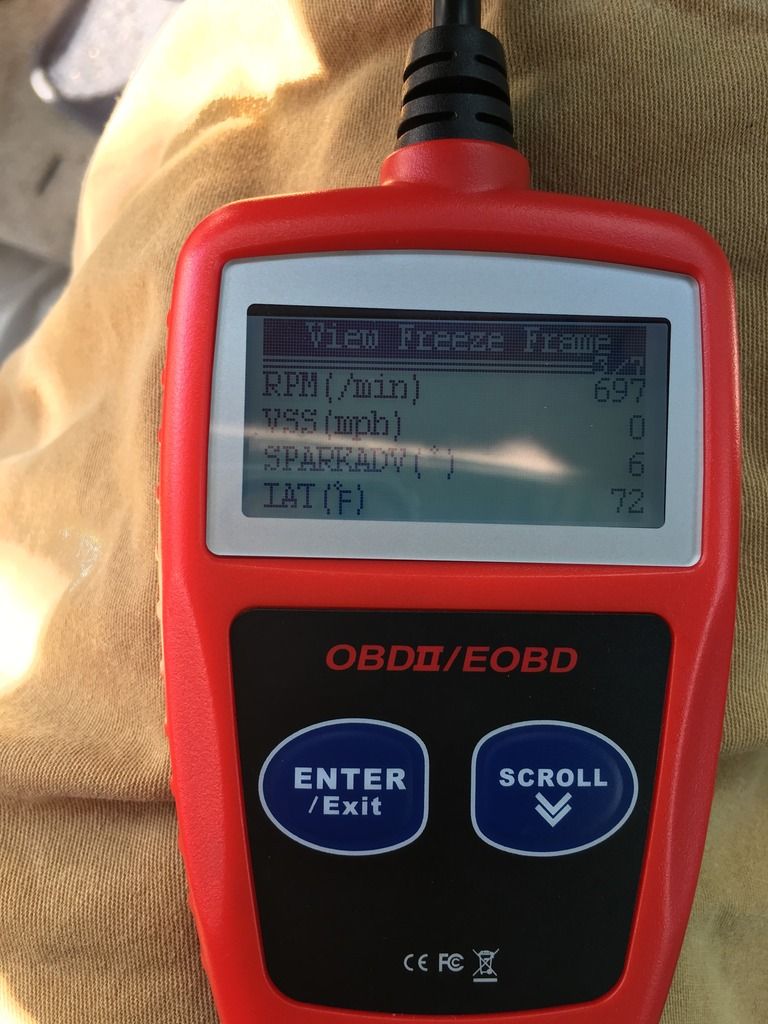 View Freeze Frame
RPM(/min) 697
VSS(mph) 0
SPARKADV(°) 6
IAT(°F) 72
OBDII/EOBD
ENTER
/Exit
SCROLL
CE FC